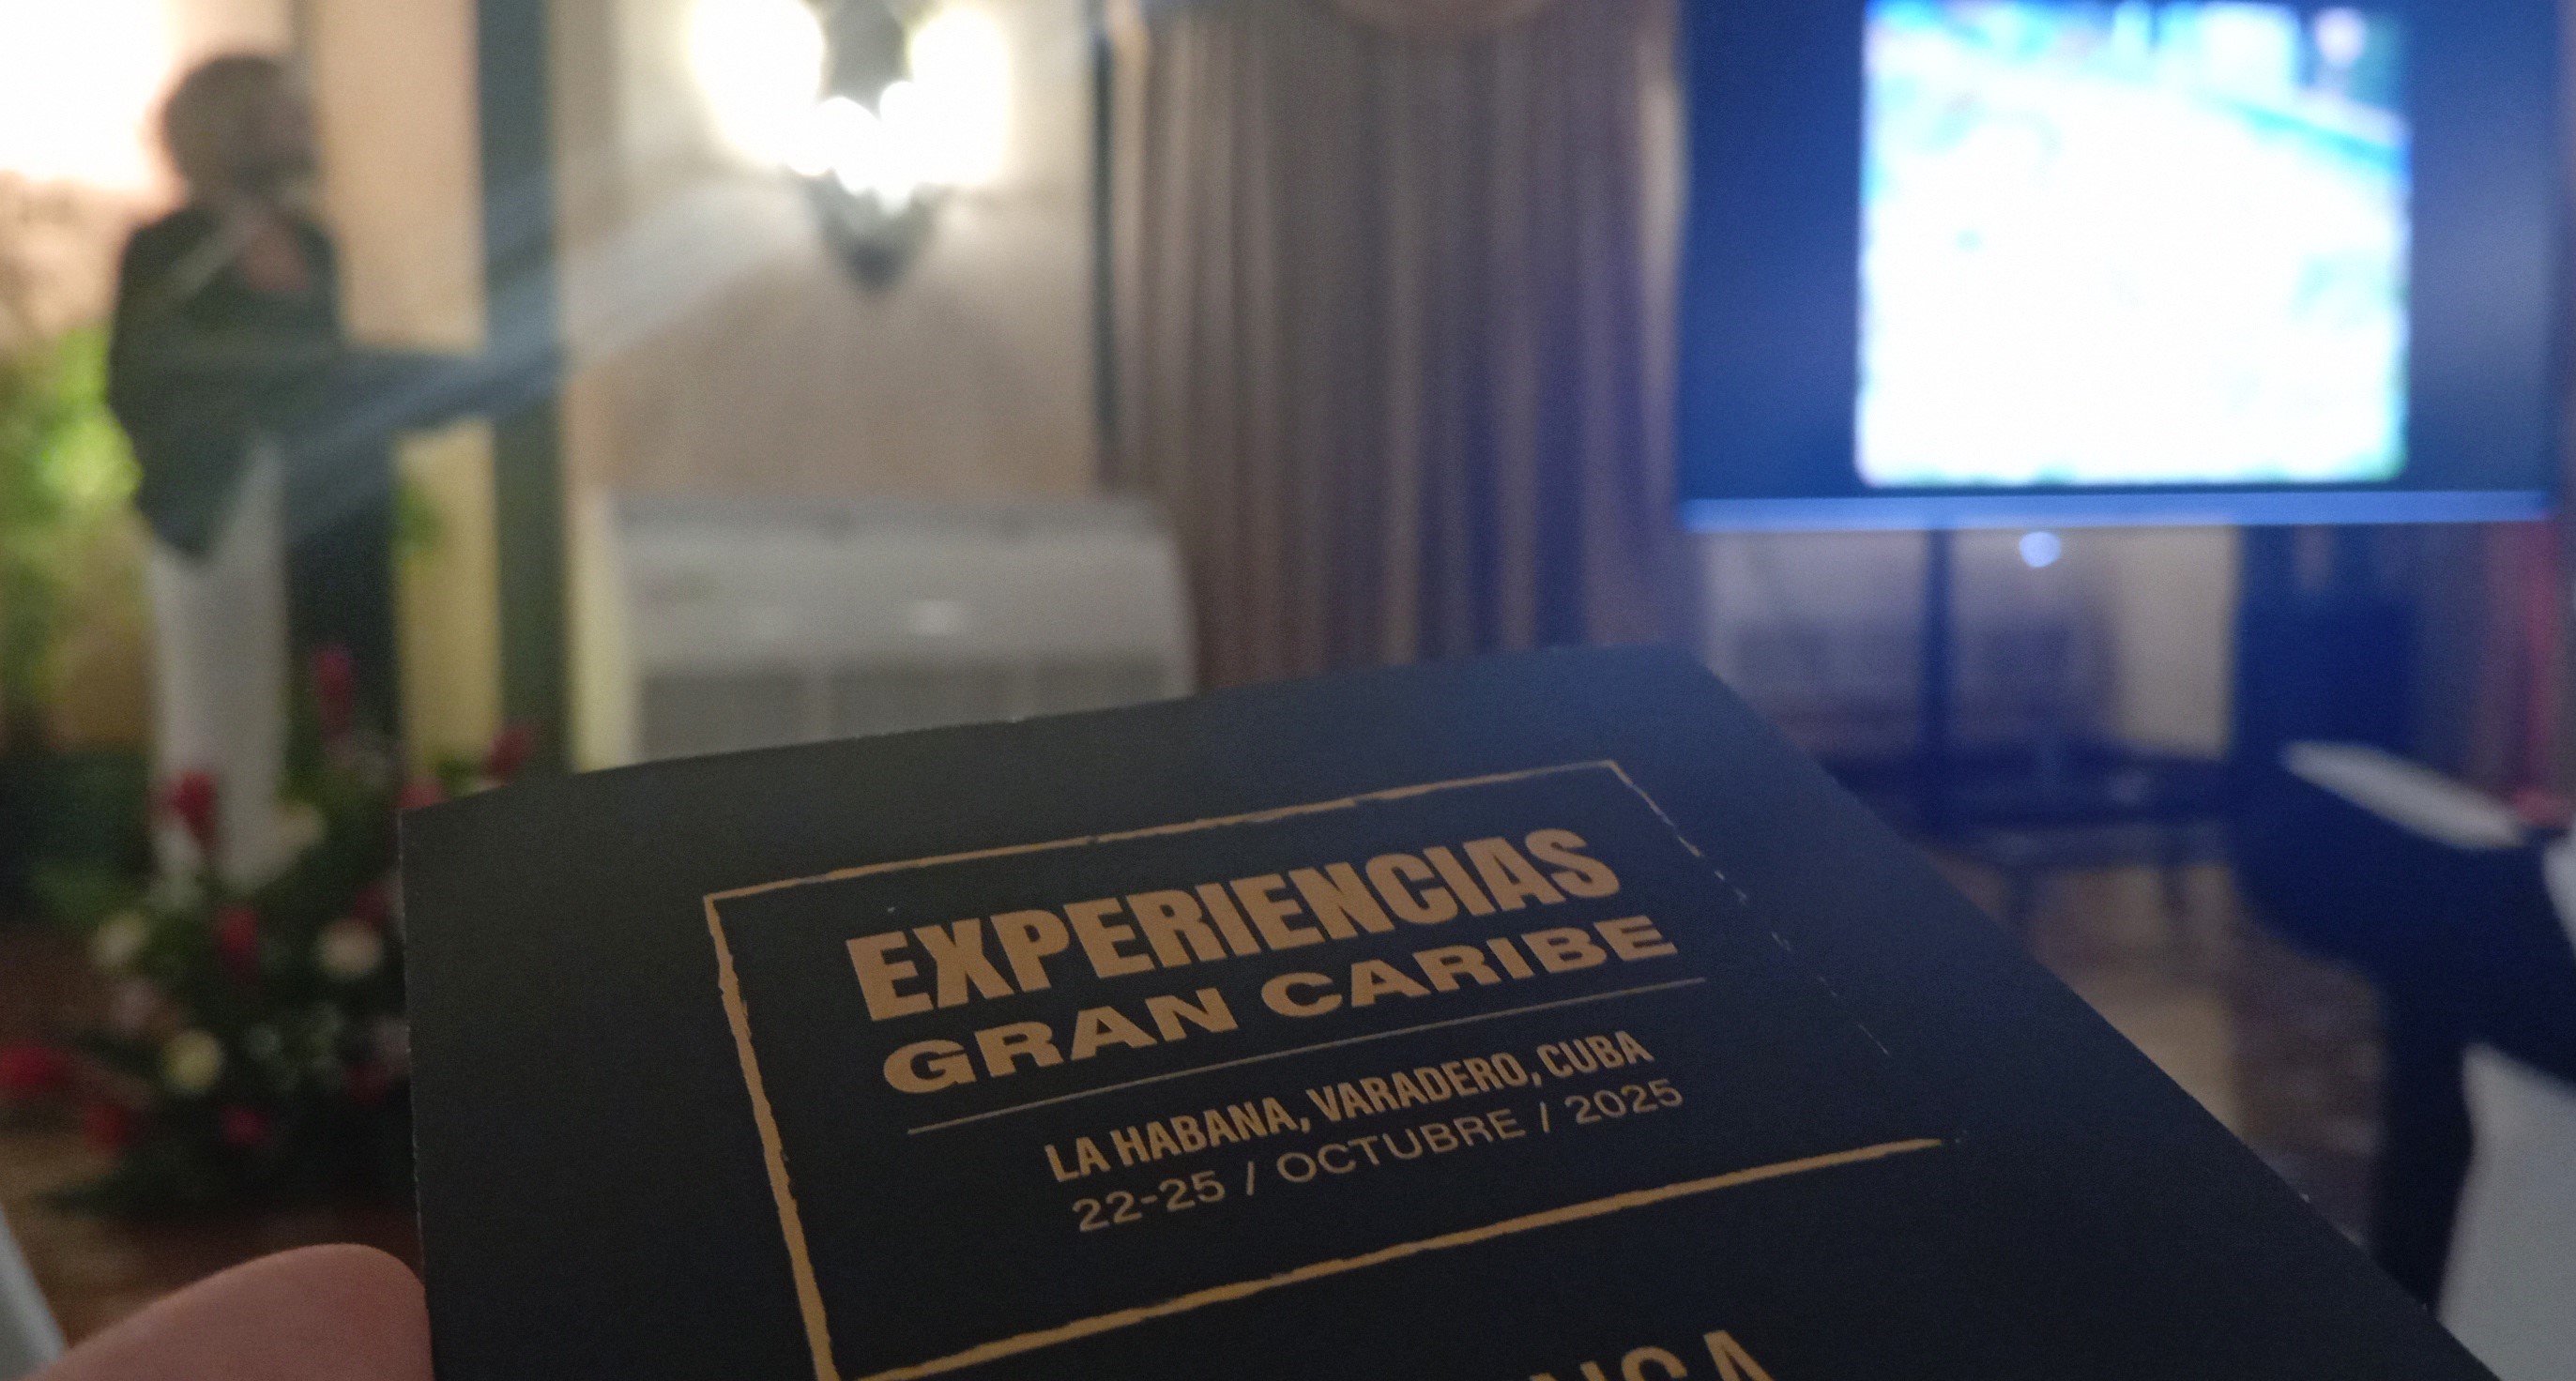 EXPERIENCIAS
GRAN CARIBE
LA HABANA, VARADERO, CUBA
22-25 / OCTUBRE / 2025